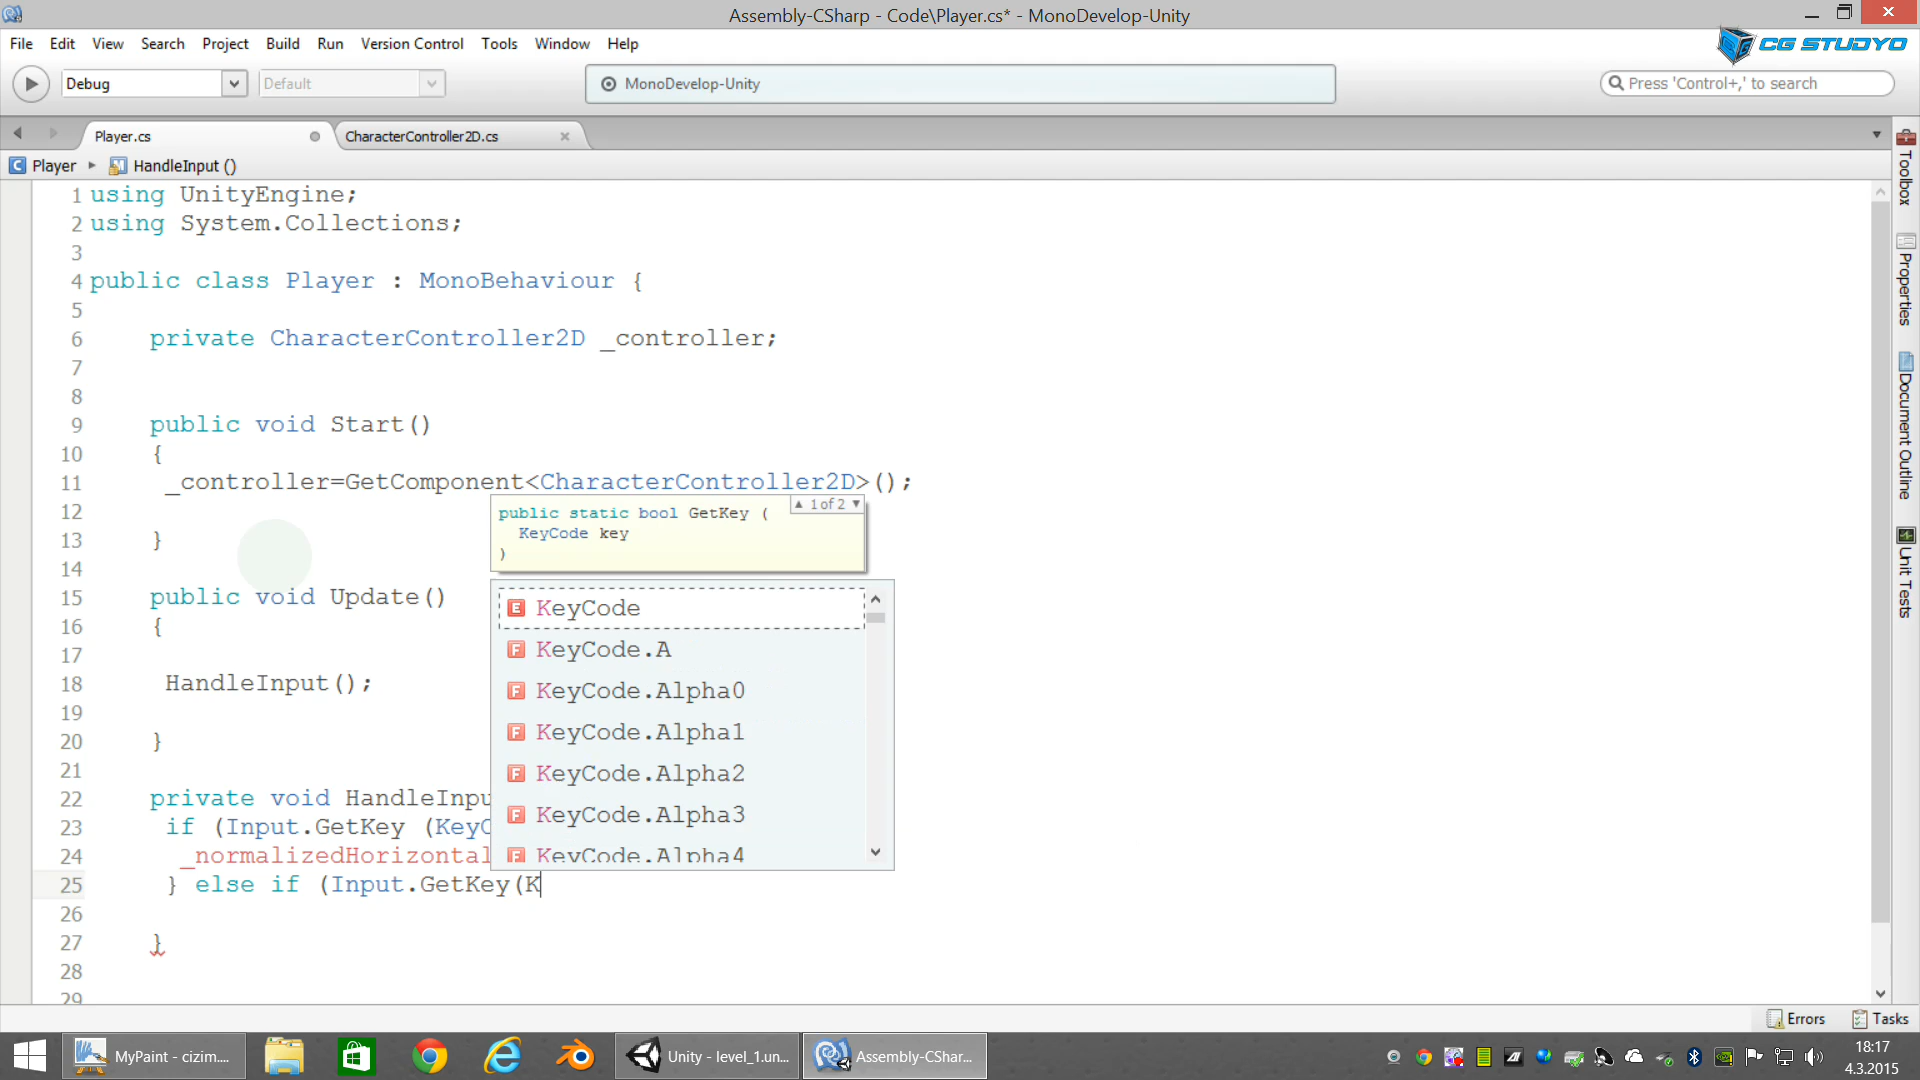 Assembly-CSharp - Code\Player.cs* - MonoDevelop-Unity
File Edit View Search Project Build Run Version Control Tools Window Help
CG STUDYO
Debug Default MonoDevelop-Unity Press 'Control+,' to search
Player.cs CharacterController2D.cs
Player HandleInput ()
1 using UnityEngine;
2 using System.Collections;
3
4 public class Player : MonoBehaviour {
5
6 private CharacterController2D _controller;
7
8
9 public void Start()
10 {
11 _controller=GetComponent<CharacterController2D>();
12
13 }
14
15 public void Update()
16 {
17
18 HandleInput();
19
20 }
21
22 private void HandleInpu
23 if (Input.GetKey (KeyC
24 _normalizedHorizontal
25 } else if (Input.GetKey(K
26
27 }
28
29
1 of 2
public static bool GetKey (
KeyCode key
)
KeyCode
KeyCode.A
KeyCode.Alpha0
KeyCode.Alpha1
KeyCode.Alpha2
KeyCode.Alpha3
KeyCode.Alpha4
Toolbox
Properties
Document Outline
Unit Tests
Errors Tasks
MyPaint - cizim.... Unity - level_1.un... Assembly-CShar...
18:17
4.3.2015